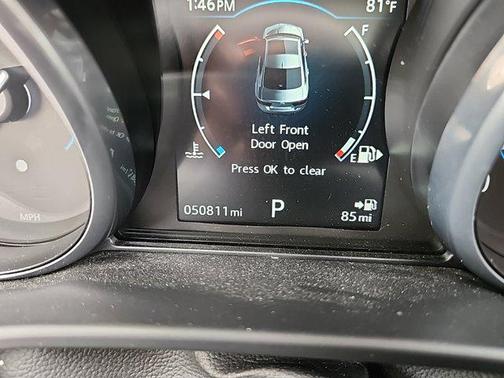 1:46PM 81°F
F
Left Front
Door Open
E
Press OK to clear
050811mi P 85 mi
MPH